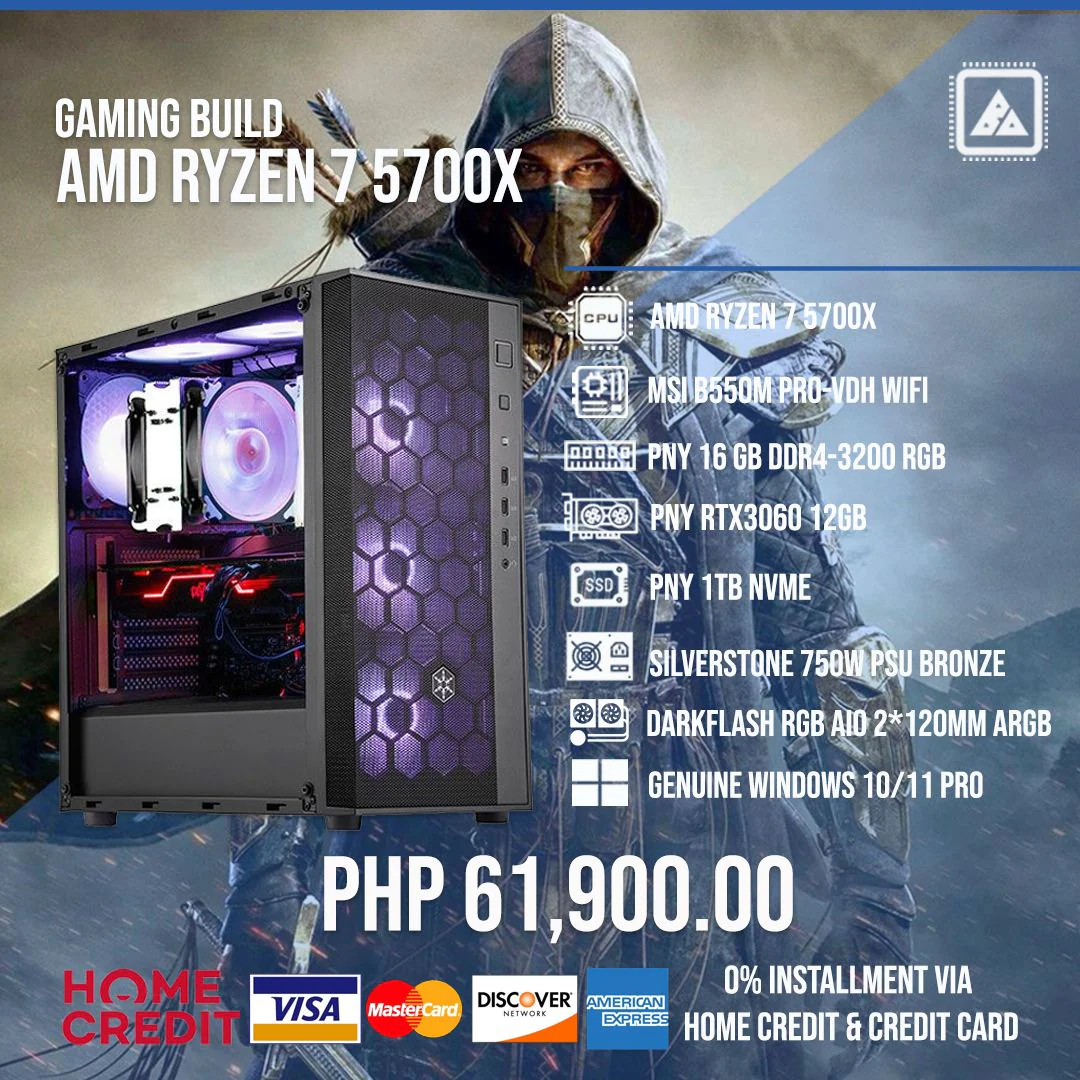 GAMING BUILD
AMD RYZEN 7 5700X
CPU
AMD RYZEN 7 5700X
MSI B550M PRO-VDH WIFI
PNY 16 GB DDR4-3200 RGB
PNY RTX3060 12GB
SSD
PNY 1TB NVME
SILVERSTONE 750W PSU BRONZE
DARKFLASH RGB AIO 2*120MM ARGB
GENUINE WINDOWS 10/11 PRO
PHP 61,900.00
HOME CREDIT
VISA
MasterCard
DISCOVER
NETWORK
AMERICAN EXPRESS
0% INSTALLMENT VIA
HOME CREDIT & CREDIT CARD